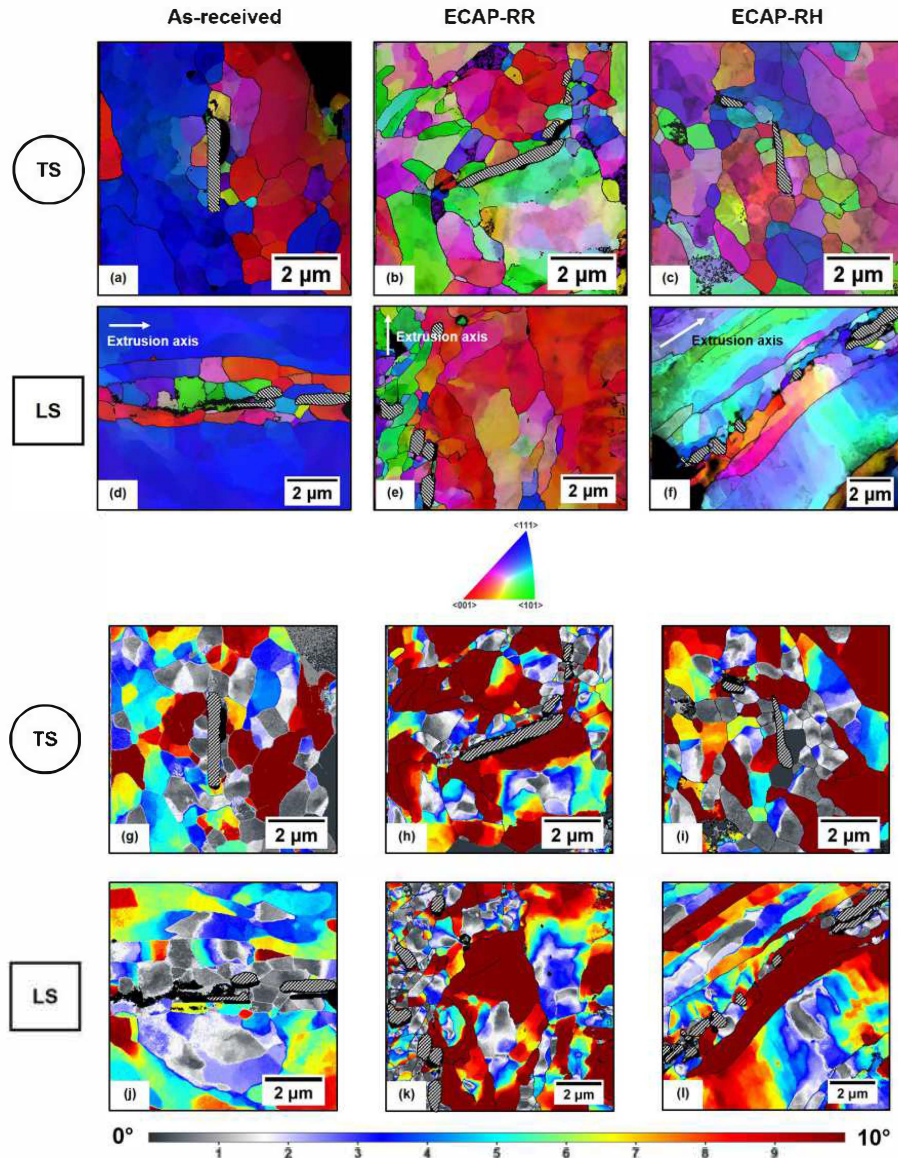 As-received ECAP-RR ECAP-RH
TS
(a) 2 µm (b) 2 µm (c) 2 µm
LS
Extrusion axis Extrusion axis Extrusion axis
(d) 2 µm (e) 2 µm (f) 2 µm
<111>
<001> <101>
TS
(g) 2 µm (h) 2 µm (i) 2 µm
LS
(j) 2 µm (k) 2 µm (l) 2 µm
0° 10°
1 2 3 4 5 6 7 8 9